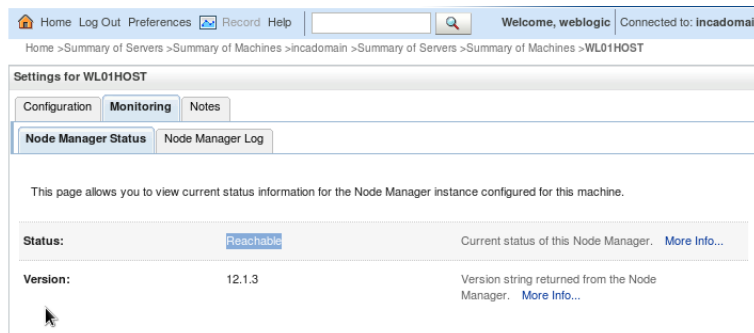 Home Log Out Preferences Record Help Welcome, weblogic Connected to: incadomai
Home >Summary of Servers >Summary of Machines >incadomain >Summary of Servers >Summary of Machines >WL01HOST
Settings for WL01HOST
Configuration Monitoring Notes
Node Manager Status Node Manager Log
This page allows you to view current status information for the Node Manager instance configured for this machine.
Status: Reachable Current status of this Node Manager. More Info...
Version: 12.1.3 Version string returned from the Node
Manager. More Info...